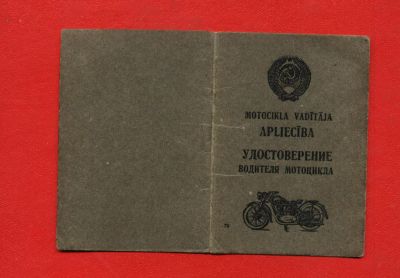 MOTOCIKLA VADĪTĀJA
APLIECĪBA
УДОСТОВЕРЕНИЕ
ВОДИТЕЛЯ МОТОЦИКЛА